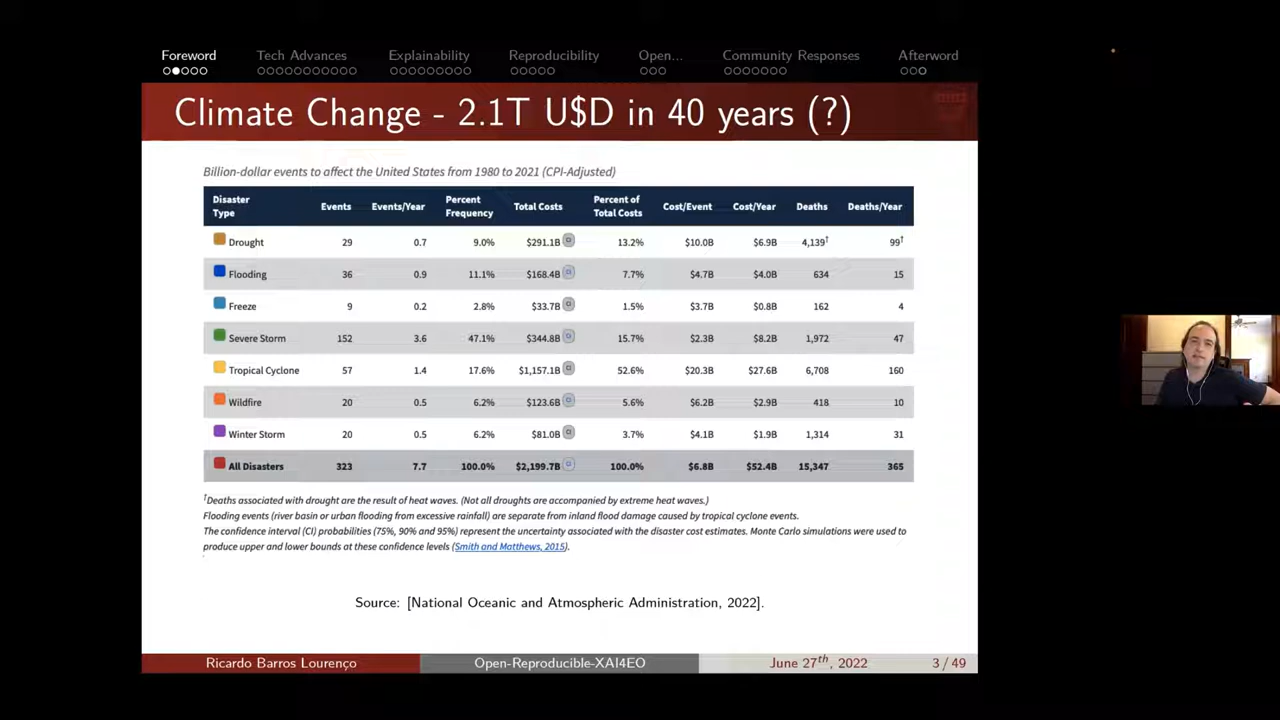 Foreword Tech Advances Explainability Reproducibility Open... Community Responses Afterword
Climate Change - 2.1T U$D in 40 years (?)
Billion-dollar events to affect the United States from 1980 to 2021 (CPI-Adjusted)
Disaster Type Events Events/Year Percent Frequency Total Costs Percent of Total Costs Cost/Event Cost/Year Deaths Deaths/Year
Drought 29 0.7 9.0% $291.1B 13.2% $10.0B $6.9B 4,139† 99†
Flooding 36 0.9 11.1% $168.4B 7.7% $4.7B $4.0B 634 15
Freeze 9 0.2 2.8% $33.7B 1.5% $3.7B $0.8B 162 4
Severe Storm 152 3.6 47.1% $344.8B 15.7% $2.3B $8.2B 1,972 47
Tropical Cyclone 57 1.4 17.6% $1,157.1B 52.6% $20.3B $27.6B 6,708 160
Wildfire 20 0.5 6.2% $123.6B 5.6% $6.2B $2.9B 418 10
Winter Storm 20 0.5 6.2% $81.0B 3.7% $4.1B $1.9B 1,314 31
All Disasters 323 7.7 100.0% $2,199.7B 100.0% $6.8B $52.4B 15,347 365
†Deaths associated with drought are the result of heat waves. (Not all droughts are accompanied by extreme heat waves.)
Flooding events (river basin or urban flooding from excessive rainfall) are separate from inland flood damage caused by tropical cyclone events.
The confidence interval (CI) probabilities (75%, 90% and 95%) represent the uncertainty associated with the disaster cost estimates. Monte Carlo simulations were used to
produce upper and lower bounds at these confidence levels (Smith and Matthews, 2015).
Source: [National Oceanic and Atmospheric Administration, 2022].
Ricardo Barros Lourenço Open-Reproducible-XAI4EO June 27th, 2022 3 / 49